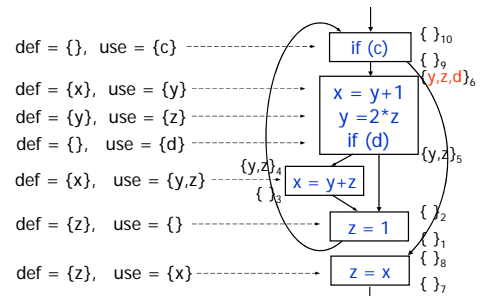 { }10
def = {}, use = {c} if (c)
{ }9
{y,z,d}6
def = {x}, use = {y} x = y+1
def = {y}, use = {z} y =2*z
def = {}, use = {d} if (d)
{y,z}5
{y,z}4
def = {x}, use = {y,z} x = y+z
{ }3
{ }2
def = {z}, use = {} z = 1
{ }1
{ }8
def = {z}, use = {x} z = x
{ }7